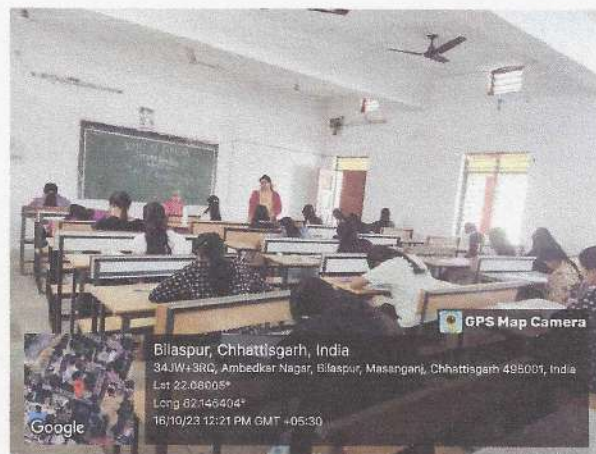 GPS Map Camera
Bilaspur, Chhattisgarh, India
34JW+3RQ, Ambedkar Nagar, Bilaspur, Masanganj, Chhattisgarh 495001, India
Lat 22.08005°
Long 82.146404°
16/10/23 12:21 PM GMT +05:30
Google